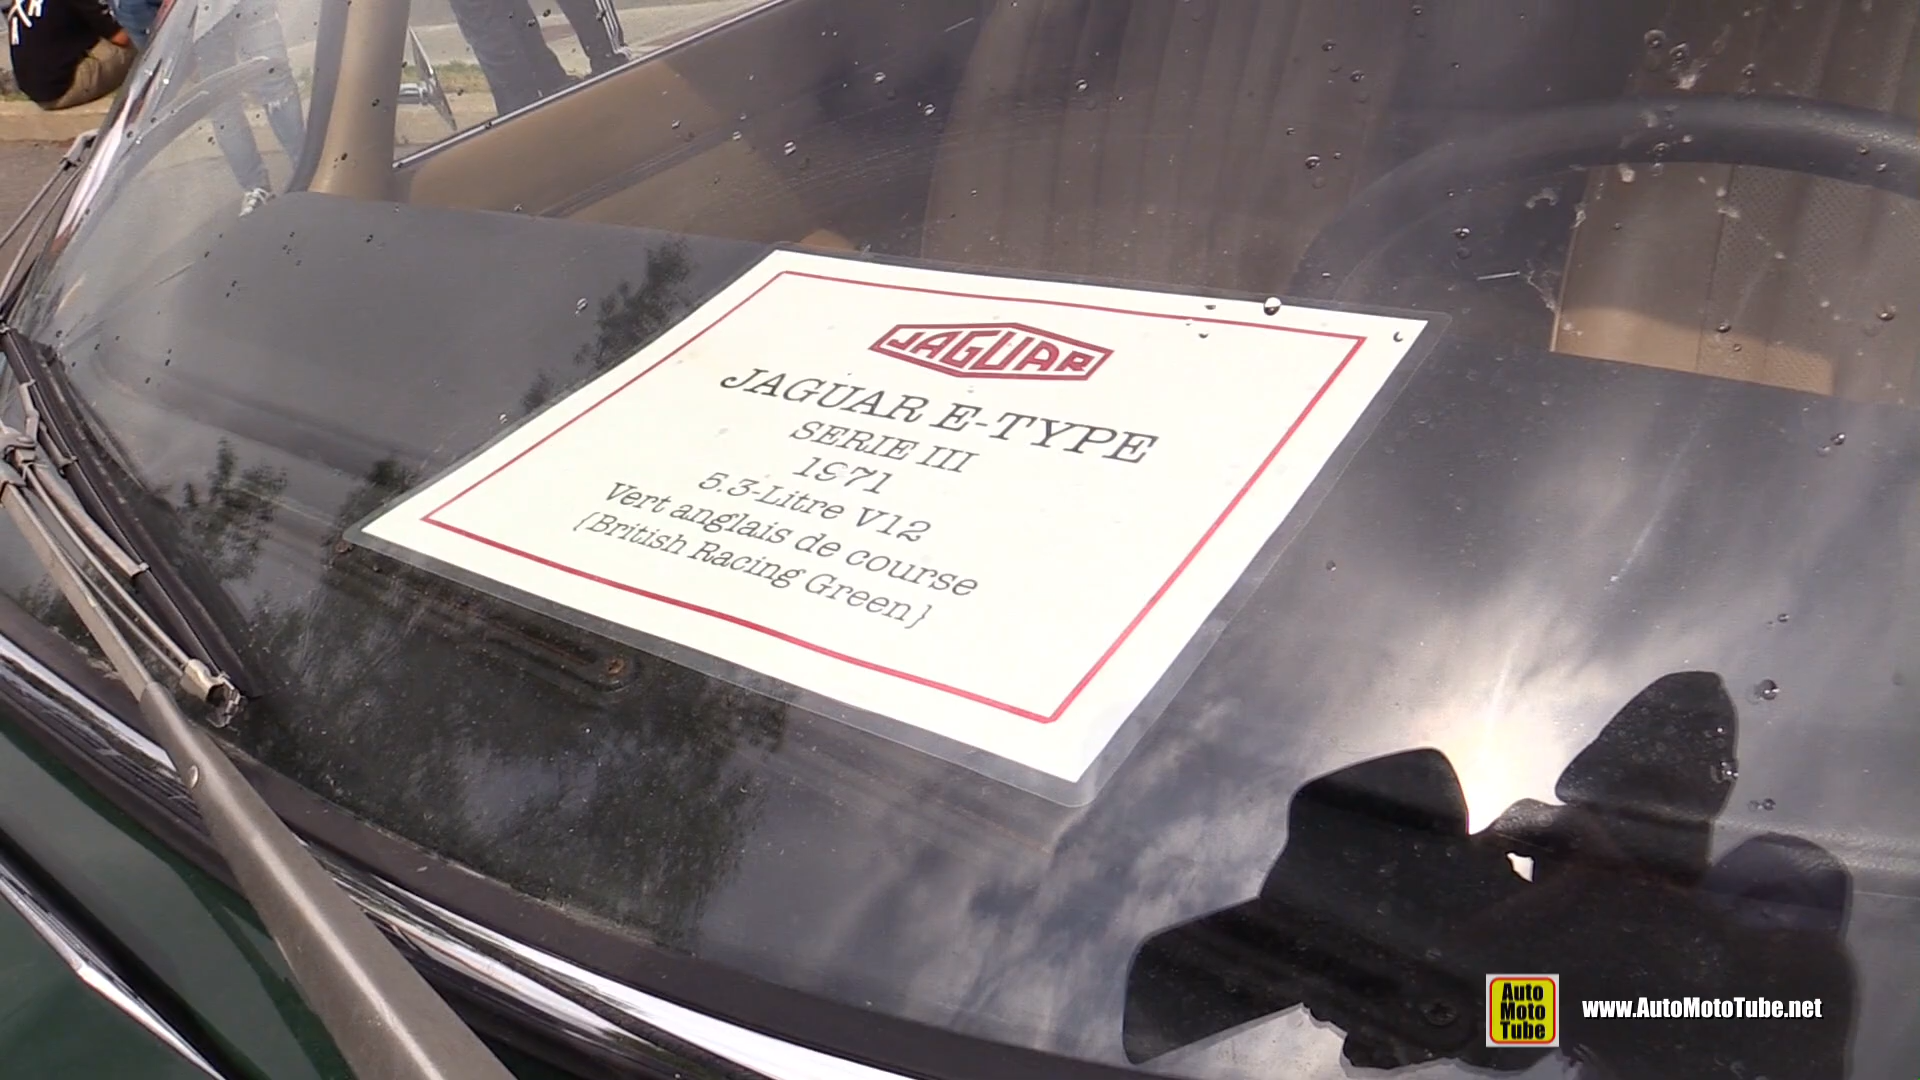 JAGUAR
JAGUAR E-TYPE
SERIE III
1971
5.3-Litre V12
Vert anglais de course
{British Racing Green}
Auto
Moto
Tube
www.AutoMotoTube.net